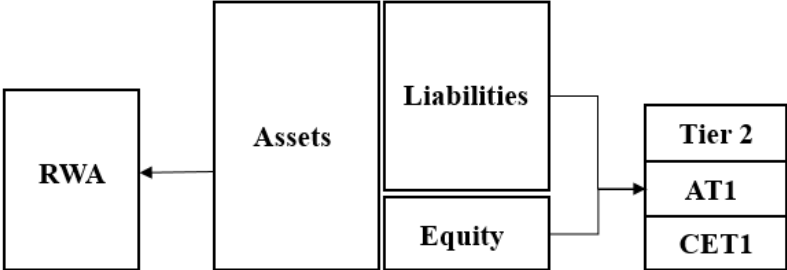 RWA
Assets
Liabilities
Equity
Tier 2
AT1
CET1